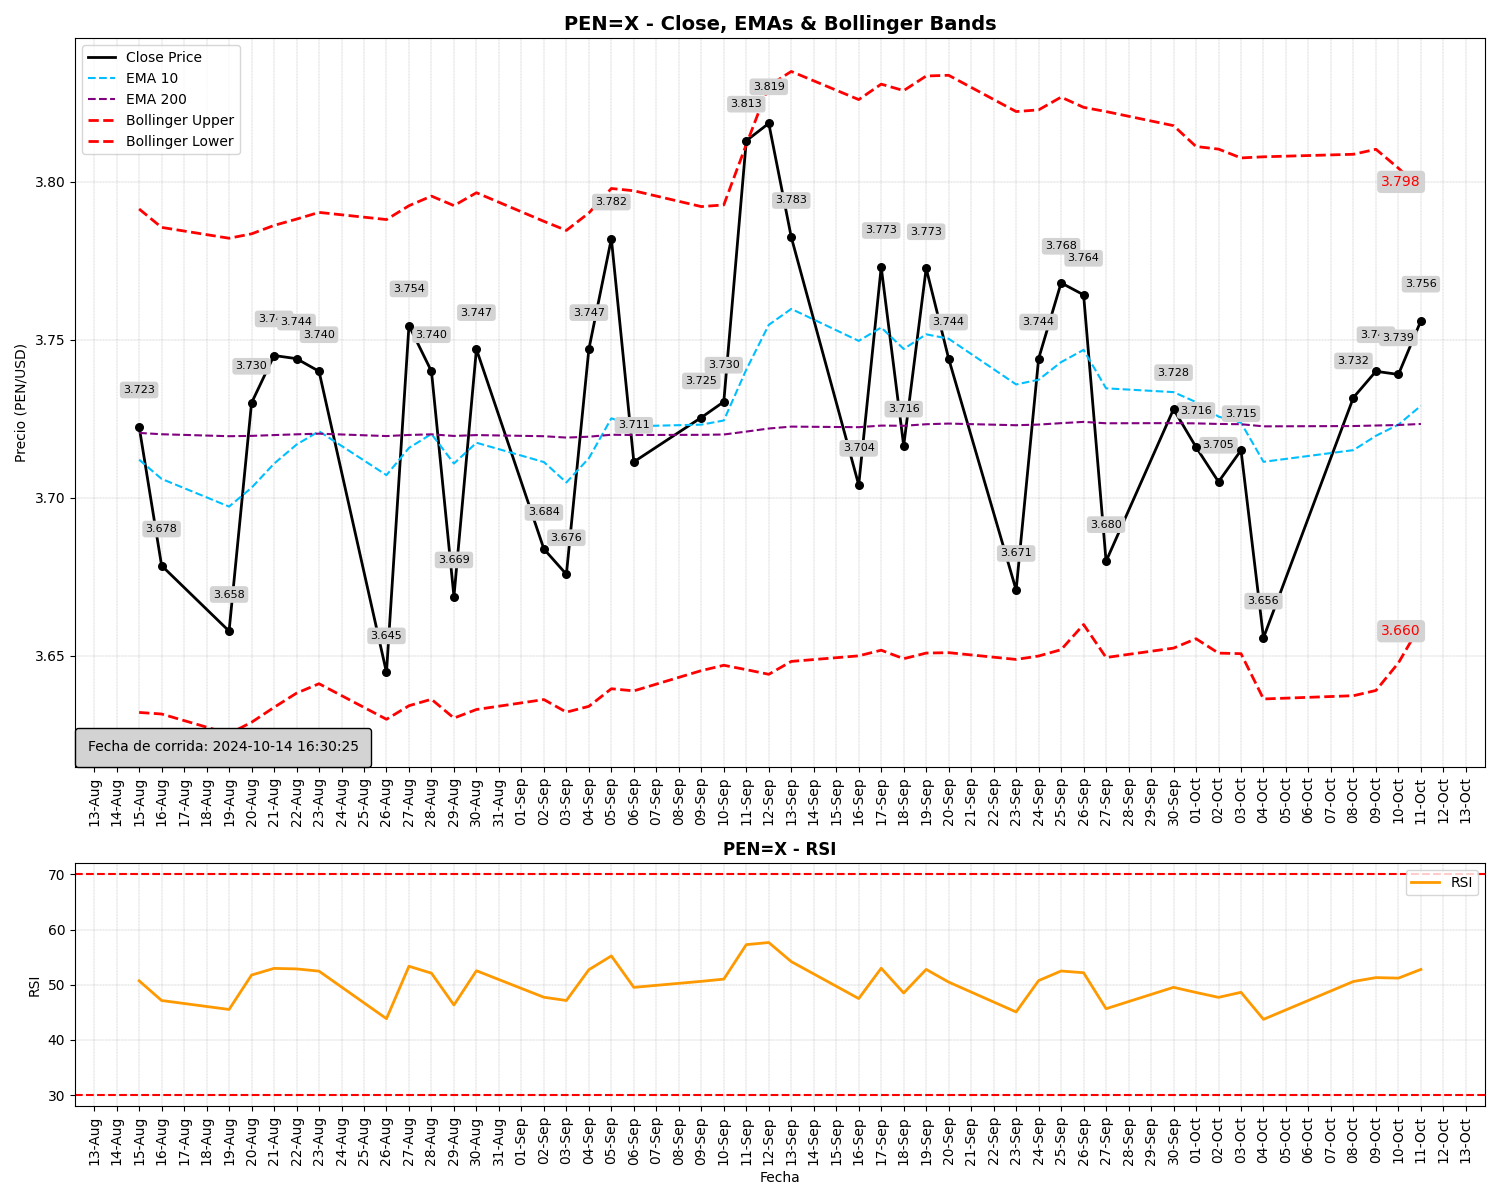 PEN=X - Close, EMAs & Bollinger Bands
Close Price
EMA 10
EMA 200
Bollinger Upper
Bollinger Lower
Precio (PEN/USD)
3.80
3.75
3.70
3.65
3.723
3.678
3.658
3.730
3.744
3.740
3.645
3.754
3.740
3.669
3.747
3.684
3.676
3.747
3.782
3.711
3.725
3.730
3.813
3.819
3.783
3.704
3.773
3.716
3.773
3.744
3.671
3.744
3.768
3.764
3.680
3.728
3.716
3.705
3.715
3.656
3.732
3.739
3.756
3.798
3.660
Fecha de corrida: 2024-10-14 16:30:25
13-Aug
14-Aug
15-Aug
16-Aug
17-Aug
18-Aug
19-Aug
20-Aug
21-Aug
22-Aug
23-Aug
24-Aug
25-Aug
26-Aug
27-Aug
28-Aug
29-Aug
30-Aug
31-Aug
01-Sep
02-Sep
03-Sep
04-Sep
05-Sep
06-Sep
07-Sep
08-Sep
09-Sep
10-Sep
11-Sep
12-Sep
13-Sep
14-Sep
15-Sep
16-Sep
17-Sep
18-Sep
19-Sep
20-Sep
21-Sep
22-Sep
23-Sep
24-Sep
25-Sep
26-Sep
27-Sep
28-Sep
29-Sep
30-Sep
01-Oct
02-Oct
03-Oct
04-Oct
05-Oct
06-Oct
07-Oct
08-Oct
09-Oct
10-Oct
11-Oct
12-Oct
13-Oct
PEN=X - RSI
RSI
RSI
70
60
50
40
30
13-Aug
14-Aug
15-Aug
16-Aug
17-Aug
18-Aug
19-Aug
20-Aug
21-Aug
22-Aug
23-Aug
24-Aug
25-Aug
26-Aug
27-Aug
28-Aug
29-Aug
30-Aug
31-Aug
01-Sep
02-Sep
03-Sep
04-Sep
05-Sep
06-Sep
07-Sep
08-Sep
09-Sep
10-Sep
11-Sep
12-Sep
13-Sep
14-Sep
15-Sep
16-Sep
17-Sep
18-Sep
19-Sep
20-Sep
21-Sep
22-Sep
23-Sep
24-Sep
25-Sep
26-Sep
27-Sep
28-Sep
29-Sep
30-Sep
01-Oct
02-Oct
03-Oct
04-Oct
05-Oct
06-Oct
07-Oct
08-Oct
09-Oct
10-Oct
11-Oct
12-Oct
13-Oct
Fecha